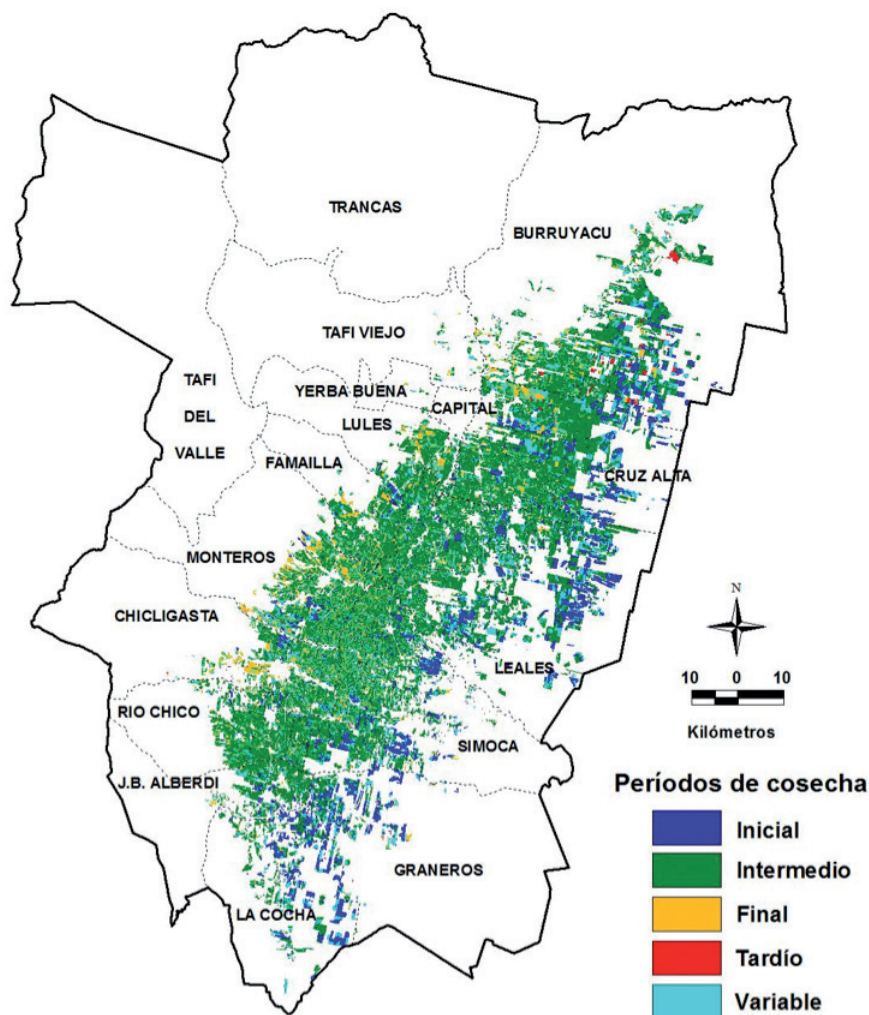 TRANCAS
BURRUYACU
TAFI VIEJO
TAFI
DEL
VALLE
YERBA BUENA
CAPITAL
LULES
FAMAILLA
CRUZ ALTA
MONTEROS
CHICLIGASTA
LEALES
RIO CHICO
SIMOCA
J.B. ALBERDI
GRANEROS
LA COCHA
N
10 0 10
Kilómetros
Períodos de cosecha
Inicial
Intermedio
Final
Tardío
Variable